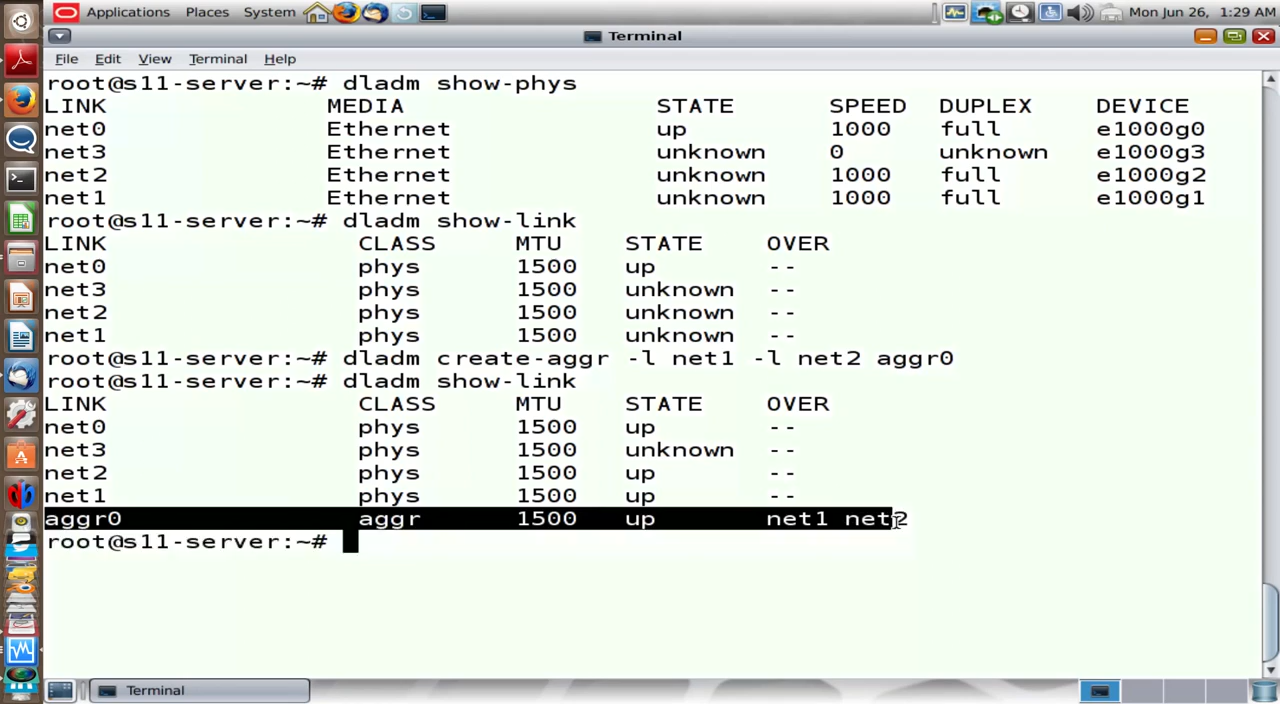 Applications Places System Mon Jun 26, 1:29 AM
Terminal
File Edit View Terminal Help
root@s11-server:~# dladm show-phys
LINK MEDIA STATE SPEED DUPLEX DEVICE
net0 Ethernet up 1000 full e1000g0
net3 Ethernet unknown 0 unknown e1000g3
net2 Ethernet unknown 1000 full e1000g2
net1 Ethernet unknown 1000 full e1000g1
root@s11-server:~# dladm show-link
LINK CLASS MTU STATE OVER
net0 phys 1500 up --
net3 phys 1500 unknown --
net2 phys 1500 unknown --
net1 phys 1500 unknown --
root@s11-server:~# dladm create-aggr -l net1 -l net2 aggr0
root@s11-server:~# dladm show-link
LINK CLASS MTU STATE OVER
net0 phys 1500 up --
net3 phys 1500 unknown --
net2 phys 1500 up --
net1 phys 1500 up --
aggr0 aggr 1500 up net1 net2
root@s11-server:~#
Terminal